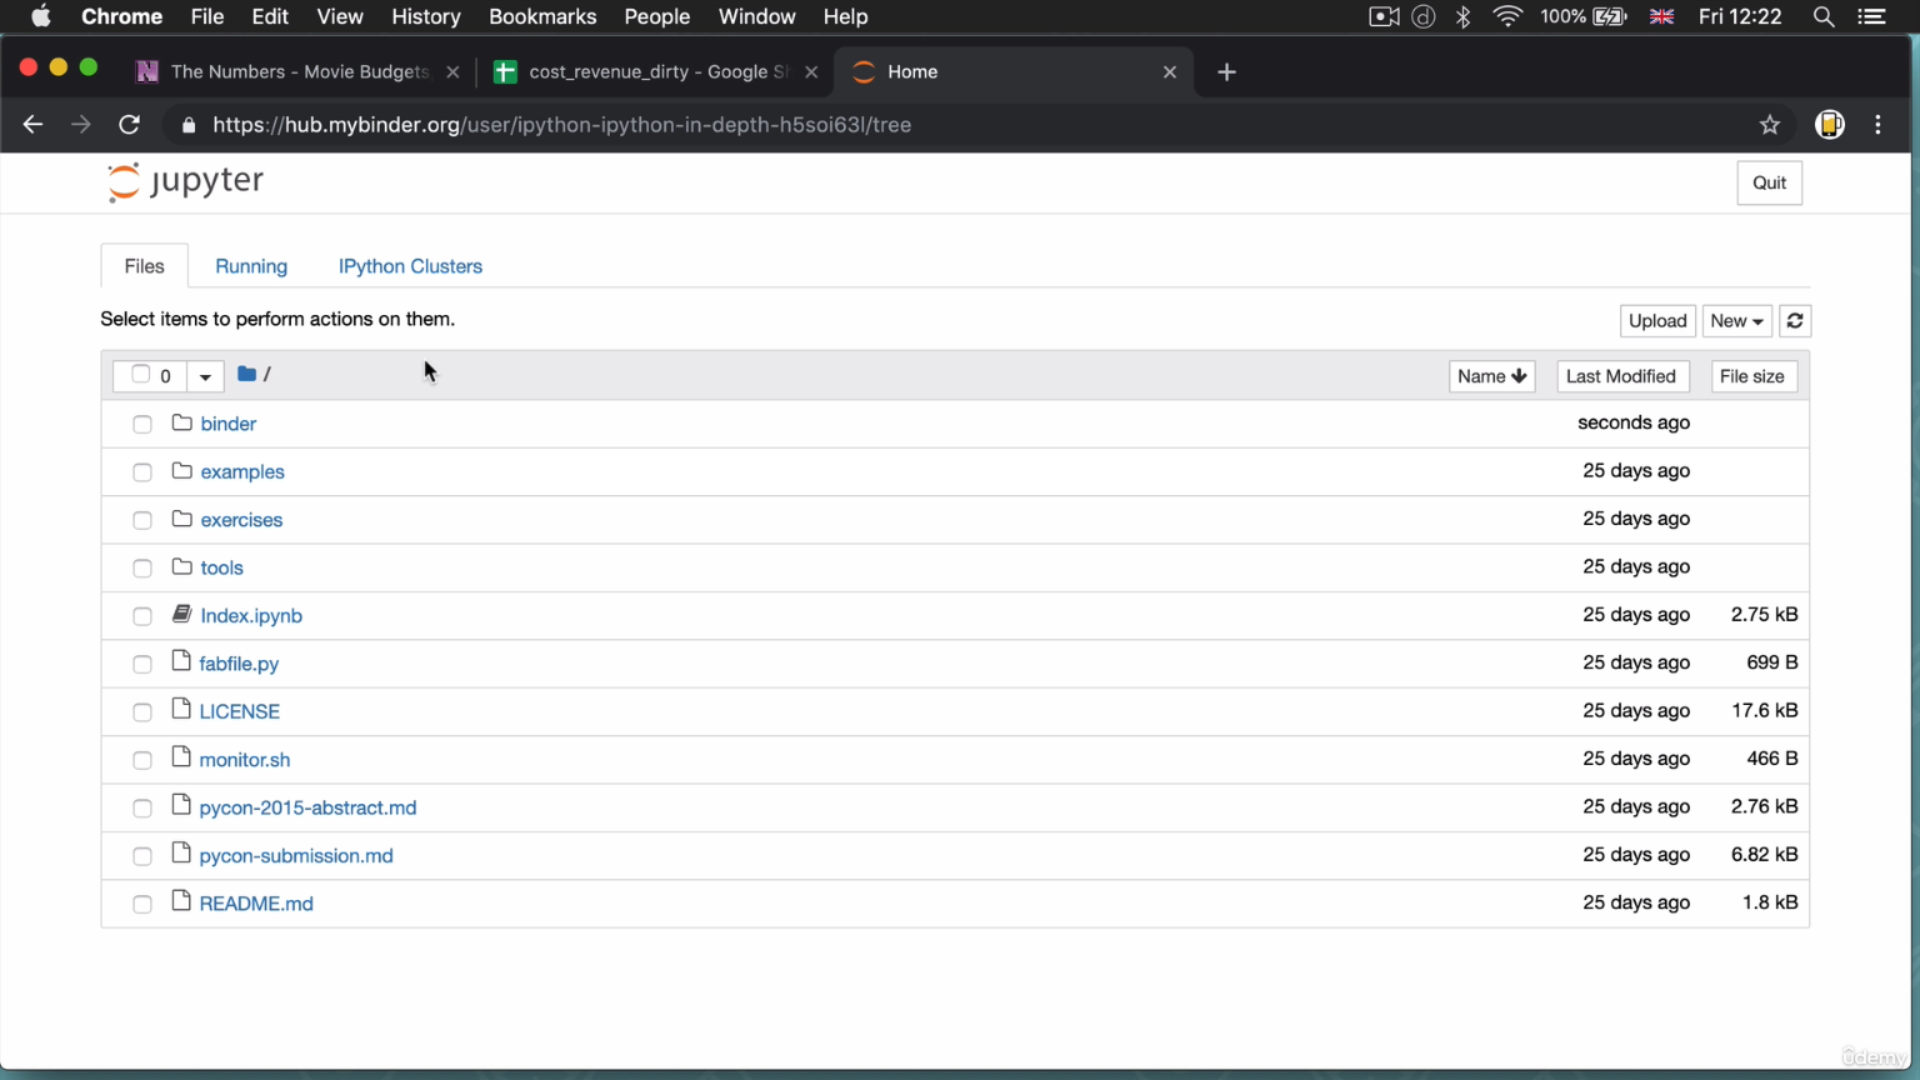 Chrome File Edit View History Bookmarks People Window Help 100% Fri 12:22
The Numbers - Movie Budgets, cost_revenue_dirty - Google Sh Home
https://hub.mybinder.org/user/ipython-ipython-in-depth-h5soi63l/tree
jupyter Quit
Files Running IPython Clusters
Select items to perform actions on them. Upload New
0 / Name Last Modified File size
binder seconds ago
examples 25 days ago
exercises 25 days ago
tools 25 days ago
Index.ipynb 25 days ago 2.75 kB
fabfile.py 25 days ago 699 B
LICENSE 25 days ago 17.6 kB
monitor.sh 25 days ago 466 B
pycon-2015-abstract.md 25 days ago 2.76 kB
pycon-submission.md 25 days ago 6.82 kB
README.md 25 days ago 1.8 kB
udemy